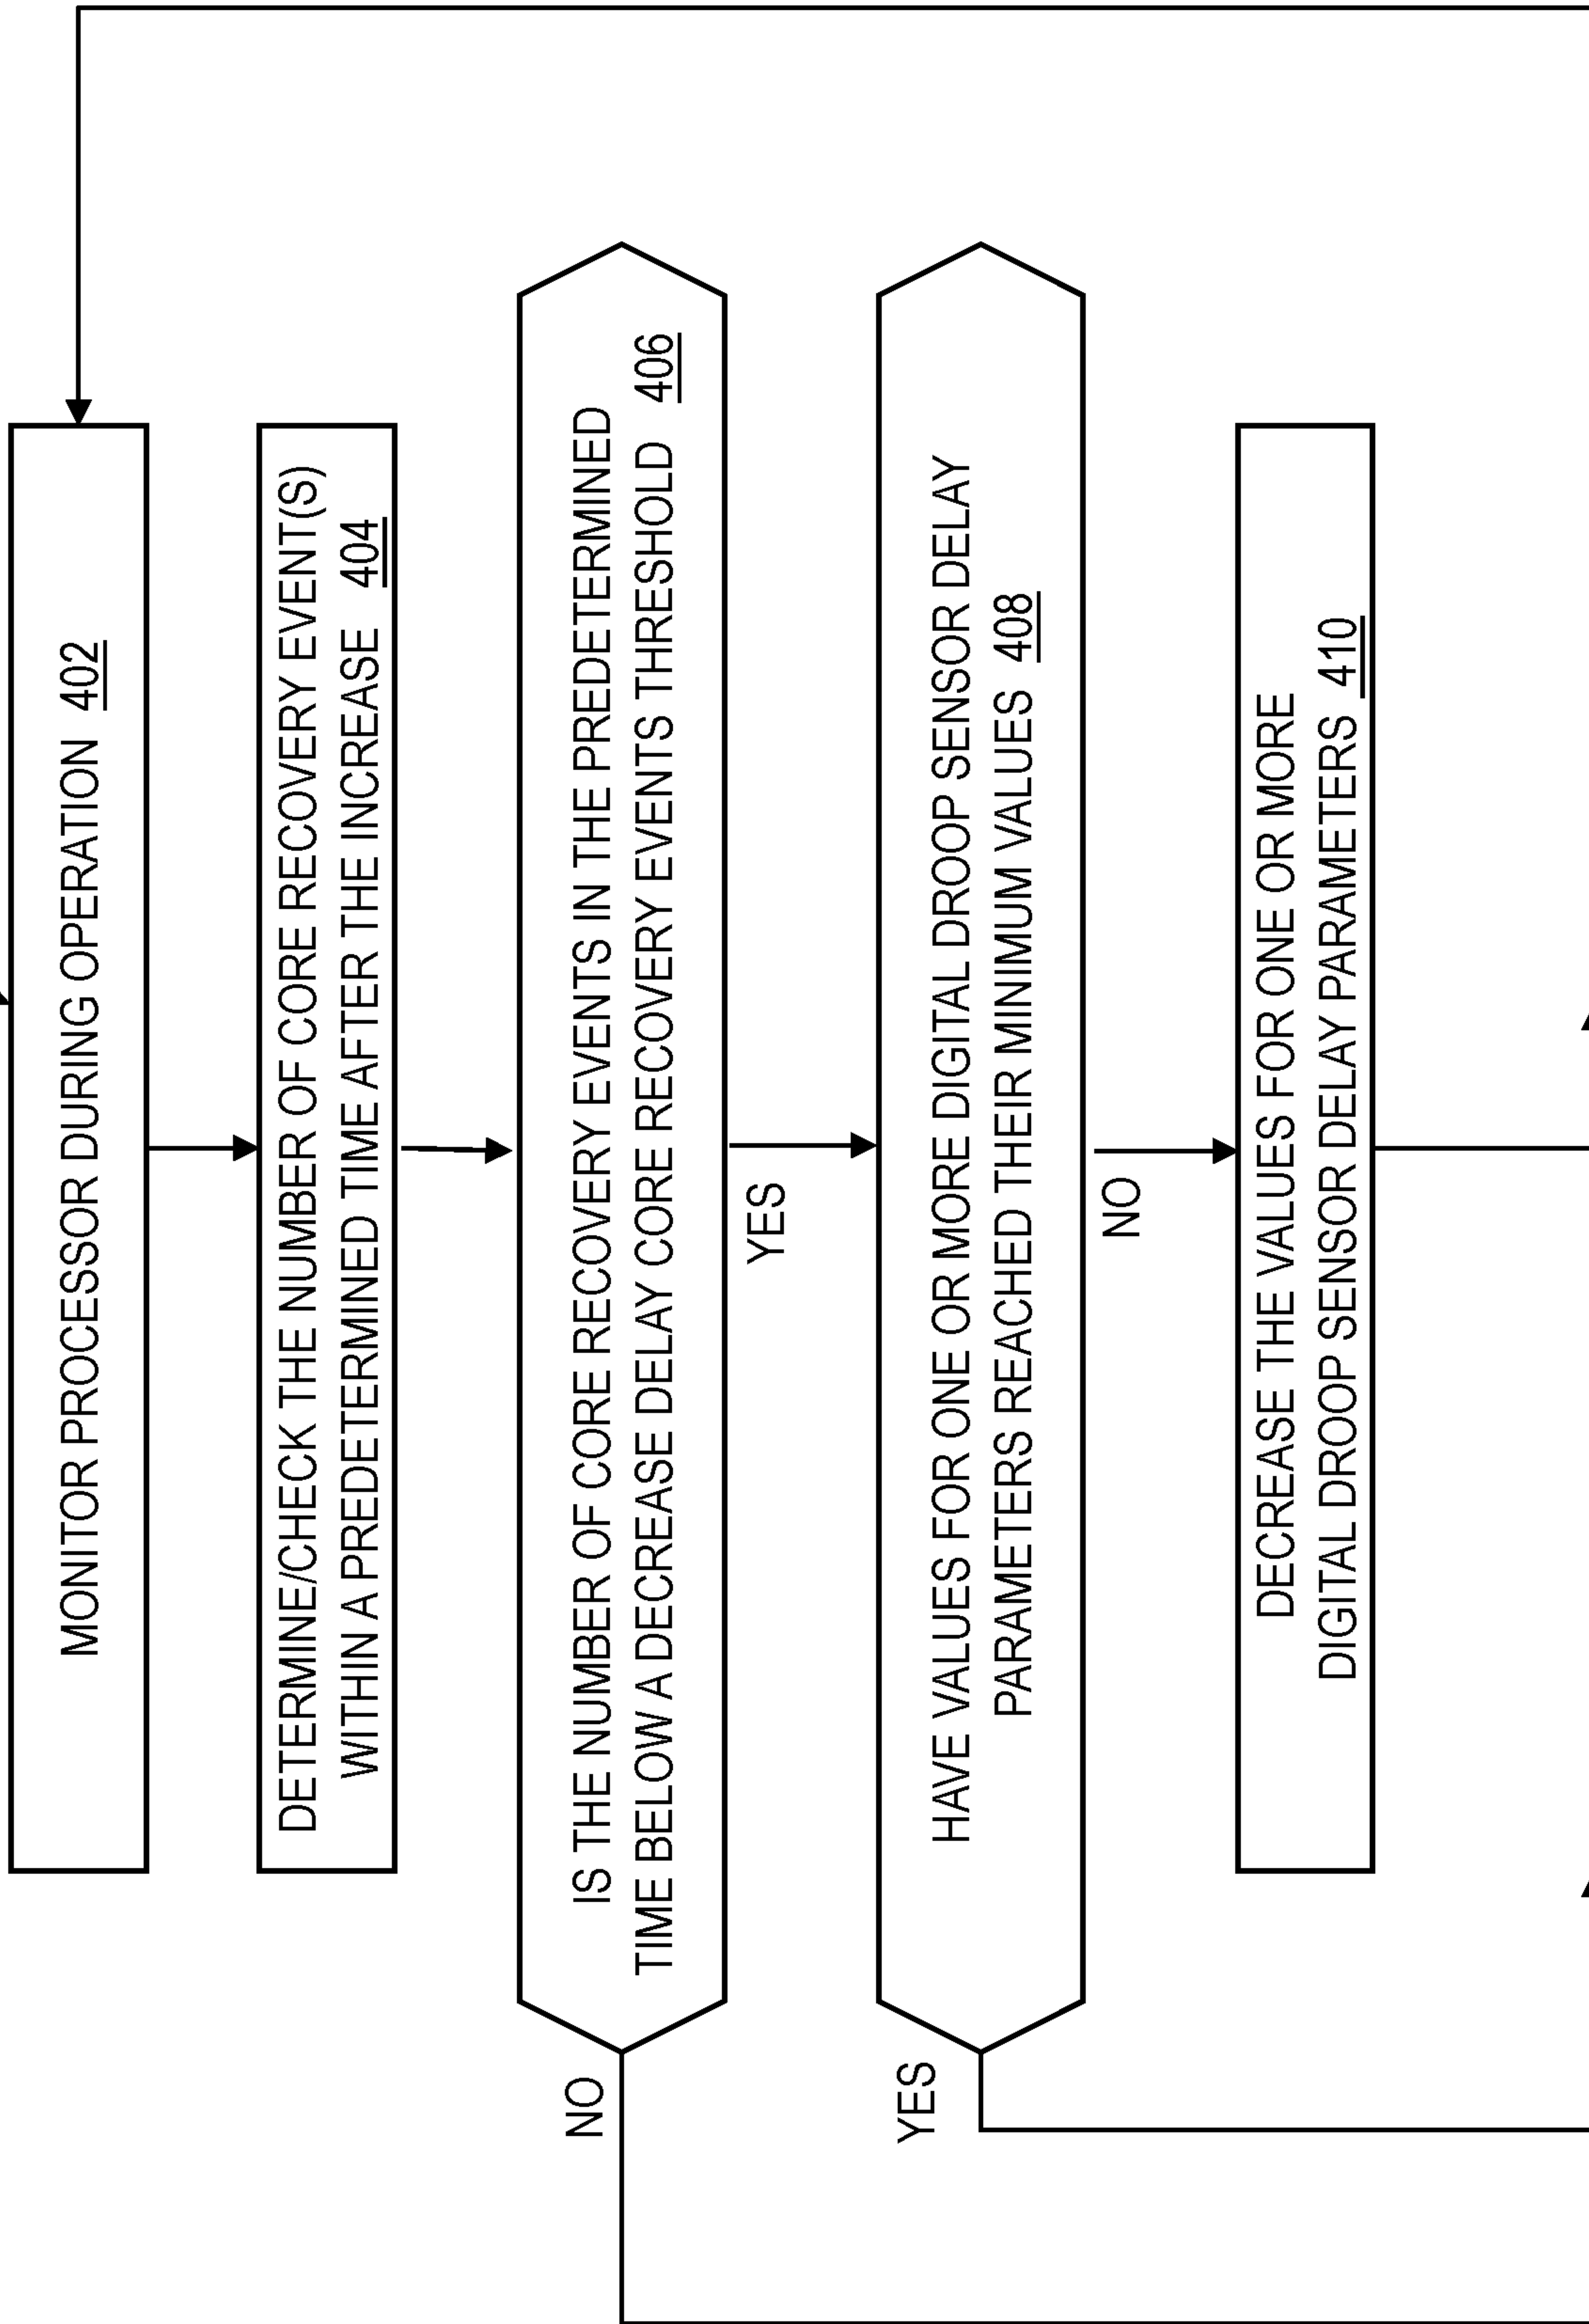 MONITOR PROCESSOR DURING OPERATION 402
DETERMINE/CHECK THE NUMBER OF CORE RECOVERY EVENT(S)
WITHIN A PREDETERMINED TIME AFTER THE INCREASE 404
IS THE NUMBER OF CORE RECOVERY EVENTS IN THE PREDETERMINED
TIME BELOW A DECREASE DELAY CORE RECOVERY EVENTS THRESHOLD 406
NO
YES
HAVE VALUES FOR ONE OR MORE DIGITAL DROOP SENSOR DELAY
PARAMETERS REACHED THEIR MINIMUM VALUES 408
YES
NO
DECREASE THE VALUES FOR ONE OR MORE
DIGITAL DROOP SENSOR DELAY PARAMETERS 410